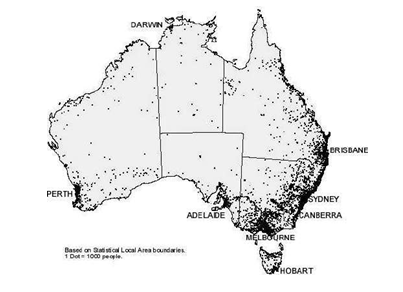 DARWIN
BRISBANE
PERTH
SYDNEY
ADELAIDE
CANBERRA
MELBOURNE
Based on Statistical Local Area boundaries.
1 Dot = 1000 people.
HOBART